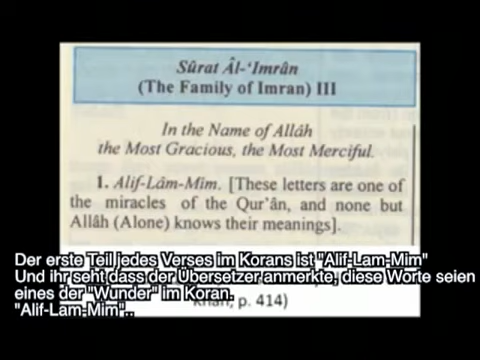 Sûrat Âl-‘Imrân
(The Family of Imran) III
In the Name of Allâh
the Most Gracious, the Most Merciful.
1. Alif-Lâm-Mîm. [These letters are one of
the miracles of the Qur'ân, and none but
Allâh (Alone) knows their meanings].
Der erste Teil jedes Verses im Korans ist "Alif-Lam-Mim"
Und ihr seht dass der Übersetzer anmerkte, diese Worte seien
eines der "Wunder" im Koran.
"Alif-Lam-Mim"..
p. 414)